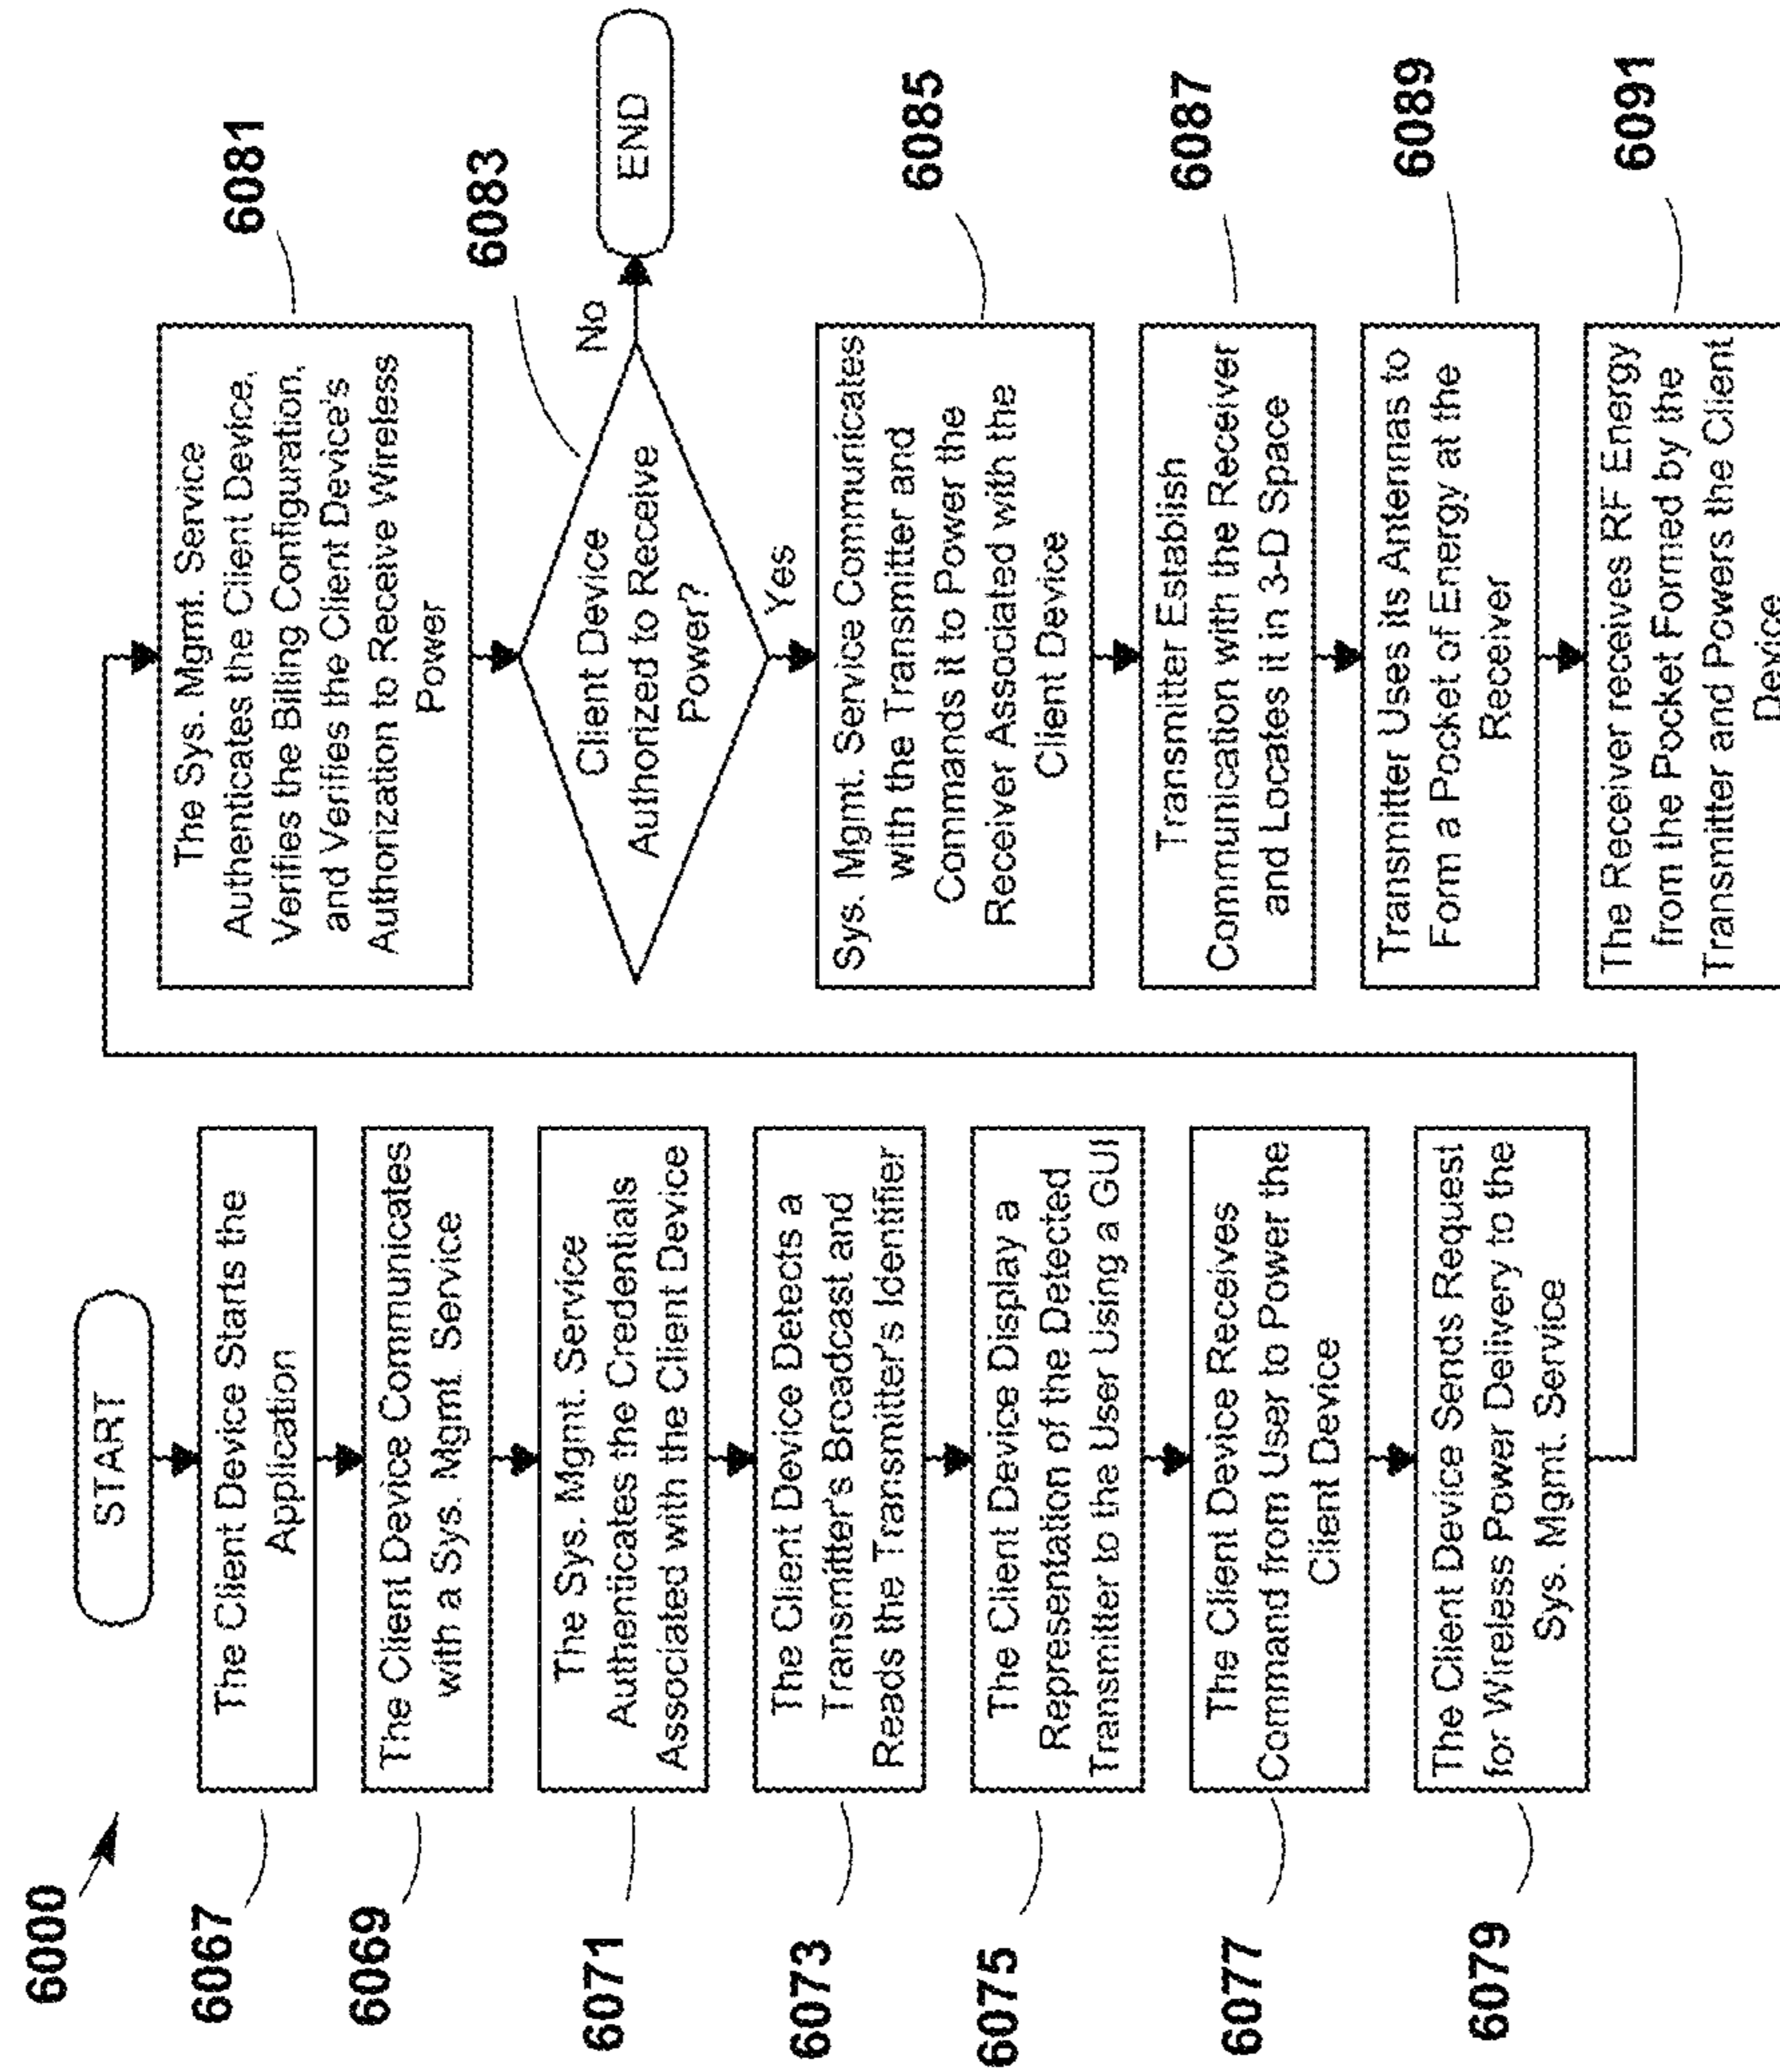 6000
START
6067
The Client Device Starts the
Application
6069
The Client Device Communicates
with a Sys. Mgmt. Service
6071
The Sys. Mgnt. Service
Authenticates the Credentials
Associated with the Client Device
6073
The Client Device Detects a
Transmitter's Broadcast and
Reads the Transmitter's Identifier
6075
The Client Device Display a
Representation of the Detected
Transmitter to the User Using a GUI
6077
The Client Device Receives
Command from User to Power the
Client Device
6079
The Client Device Sends Request
for Wireless Power Delivery to the
Sys. Mgmt. Service
The Sys. Mgmt. Service
Authenticates the Client Device,
Verifies the Billing Configuration,
and Verifies the Client Device's
Authorization to Receive Wireless
Power
6081
Client Device
Authorized to Receive
Power?
6083
No
END
Yes
Sys. Mgmt. Service Communicates
with the Transmitter and
Commands it to Power the
Receiver Associated with the
Client Device
6085
Transmitter Establish
Communication with the Receiver
and Locates it in 3-D Space
6087
Transmitter Uses its Antennas to
Form a Pocket of Energy at the
Receiver
6089
The Receiver receives RF Energy
from the Pocket Formed by the
Transmitter and Powers the Client
Device
6091